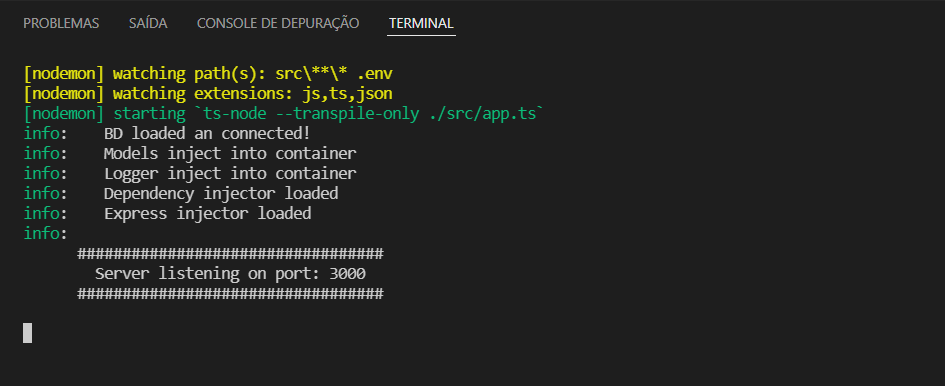 PROBLEMAS SAÍDA CONSOLE DE DEPURAÇÃO TERMINAL
[nodemon] watching path(s): src\**\* .env
[nodemon] watching extensions: js,ts,json
[nodemon] starting `ts-node --transpile-only ./src/app.ts`
info: BD loaded an connected!
info: Models inject into container
info: Logger inject into container
info: Dependency injector loaded
info: Express injector loaded
info:
##################################
Server listening on port: 3000
##################################